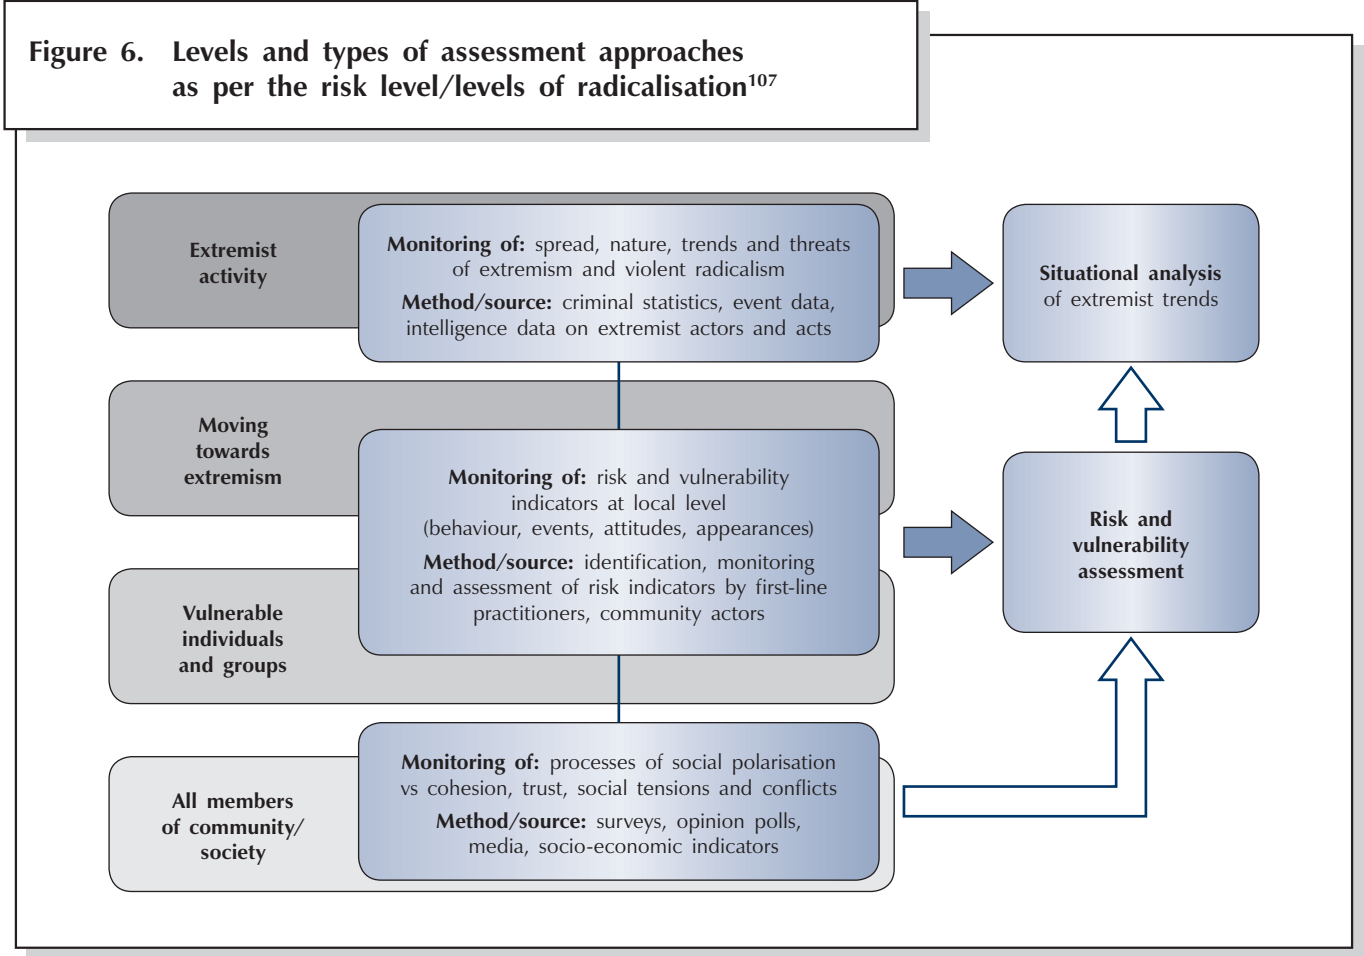 Figure 6. Levels and types of assessment approaches
as per the risk level/levels of radicalisation107
Extremist
activity
Monitoring of: spread, nature, trends and threats
of extremism and violent radicalism
Method/source: criminal statistics, event data,
intelligence data on extremist actors and acts
Situational analysis
of extremist trends
Moving
towards
extremism
Monitoring of: risk and vulnerability
indicators at local level
(behaviour, events, attitudes, appearances)
Method/source: identification, monitoring
and assessment of risk indicators by first-line
practitioners, community actors
Risk and
vulnerability
assessment
Vulnerable
individuals
and groups
All members
of community/
society
Monitoring of: processes of social polarisation
vs cohesion, trust, social tensions and conflicts
Method/source: surveys, opinion polls,
media, socio-economic indicators